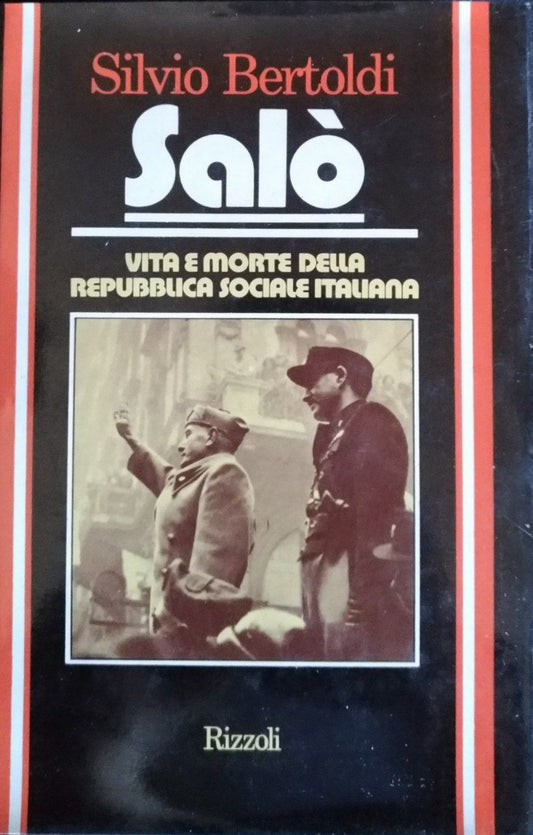 Silvio Bertoldi
Salò
VITA E MORTE DELLA
REPUBBLICA SOCIALE ITALIANA
Rizzoli